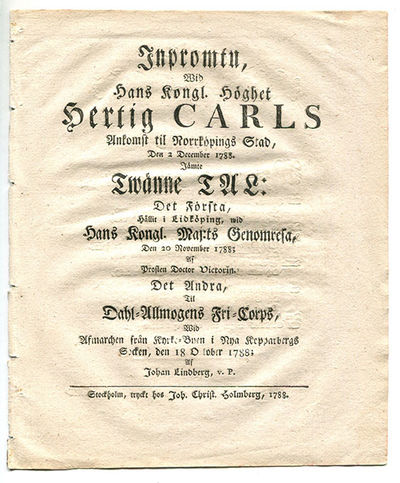 Inpromtu,
Wid
Hans Kongl. Höghet
Hertig CARLS
Ankomst til Norrköpings Stad,
Den 2 December 1788.
Jämte
Twänne TAL:
Det Första,
Hållit i Lidköping, wid
Hans Kongl. Maj:ts Genomresa,
Den 20 November 1788;
Af
Prosten Doctor Victorin.
Det Andra,
Til
Dahl-Allmogens Fri-Corps,
Wid
Afmarchen från Kyrk-Byen i Nya Kopparbergs
Socken, den 18 October 1788;
Af
Johan Lindberg, v. P.
Stockholm, tryckt hos Joh. Christ. Holmberg, 1788.